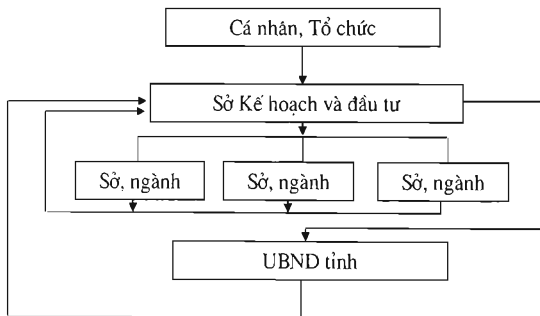 Cá nhân, Tổ chức
Sở Kế hoạch và đầu tư
Sở, ngành
Sở, ngành
Sở, ngành
UBND tỉnh